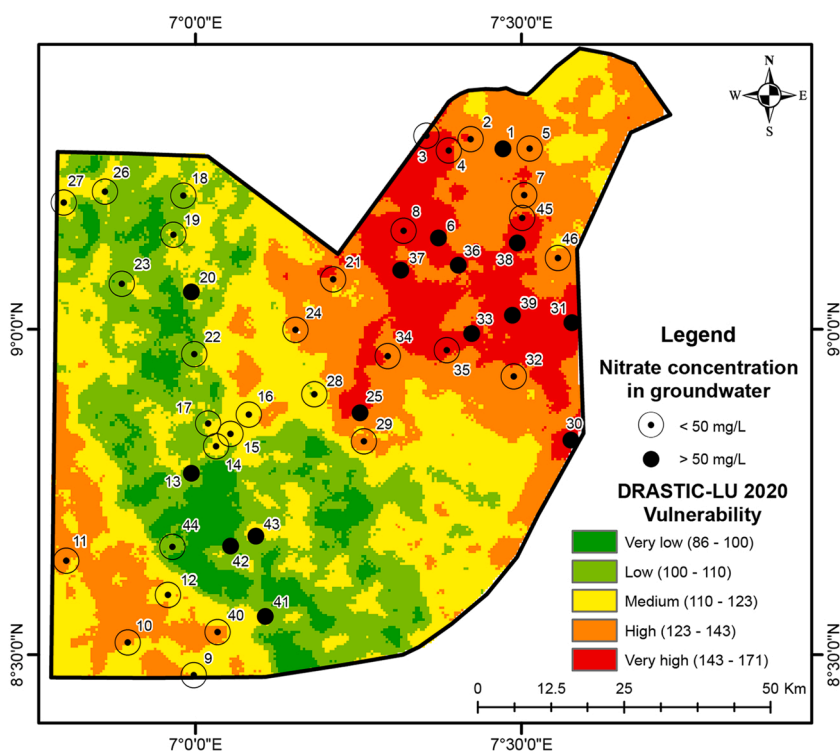 7°0'0"E
7°30'0"E
N
W
E
S
1
2
3
4
5
26
27
18
7
45
19
8
6
46
36
38
37
21
23
20
39
31
24
33
22
34
35
32
28
25
16
17
29
15
30
14
13
43
44
42
11
12
41
40
10
9
9°0'0"N
9°0'0"N
8°30'0"N
8°30'0"N
Legend
Nitrate concentration
in groundwater
< 50 mg/L
> 50 mg/L
DRASTIC-LU 2020
Vulnerability
Very low (86 - 100)
Low (100 - 110)
Medium (110 - 123)
High (123 - 143)
Very high (143 - 171)
0 12.5 25 50 Km
7°0'0"E
7°30'0"E